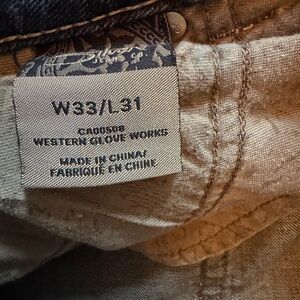 W33/L31
CA00508
WESTERN GLOVE WORKS
MADE IN CHINA/
FABRIQUÉ EN CHINE